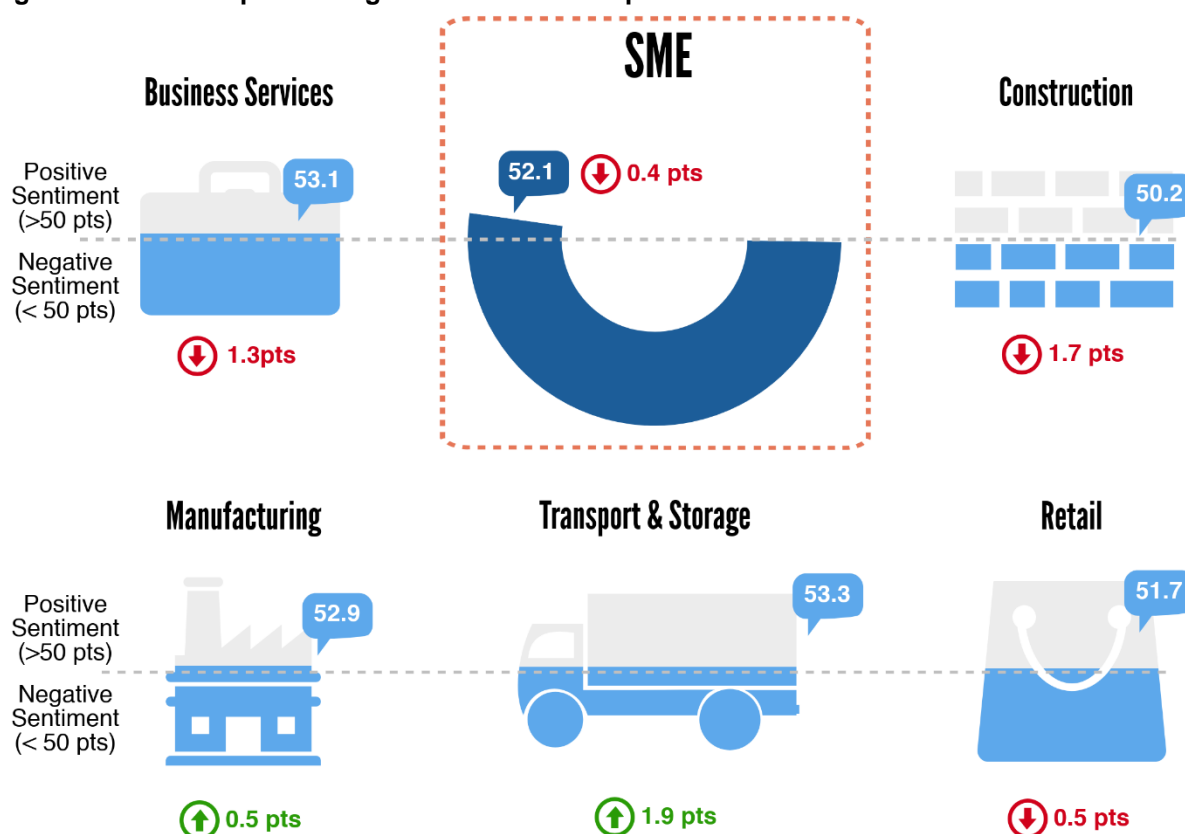 SME
Business Services
Construction
Positive
Sentiment
(>50 pts)
Negative
Sentiment
(< 50 pts)
53.1
52.1
0.4 pts
50.2
1.3pts
1.7 pts
Manufacturing
Transport & Storage
Retail
Positive
Sentiment
(>50 pts)
Negative
Sentiment
(< 50 pts)
52.9
53.3
51.7
0.5 pts
1.9 pts
0.5 pts